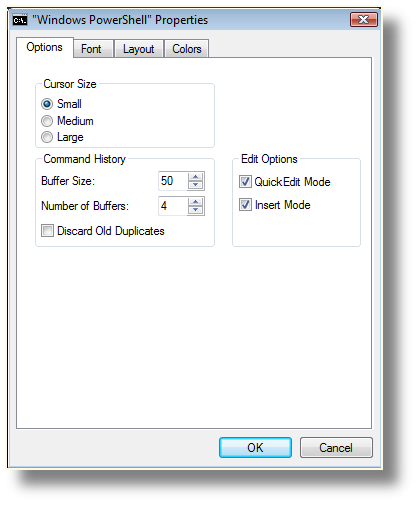 "Windows PowerShell" Properties
Options Font Layout Colors
Cursor Size
Small
Medium
Large
Command History
Buffer Size: 50
Number of Buffers: 4
Discard Old Duplicates
Edit Options
QuickEdit Mode
Insert Mode
OK Cancel